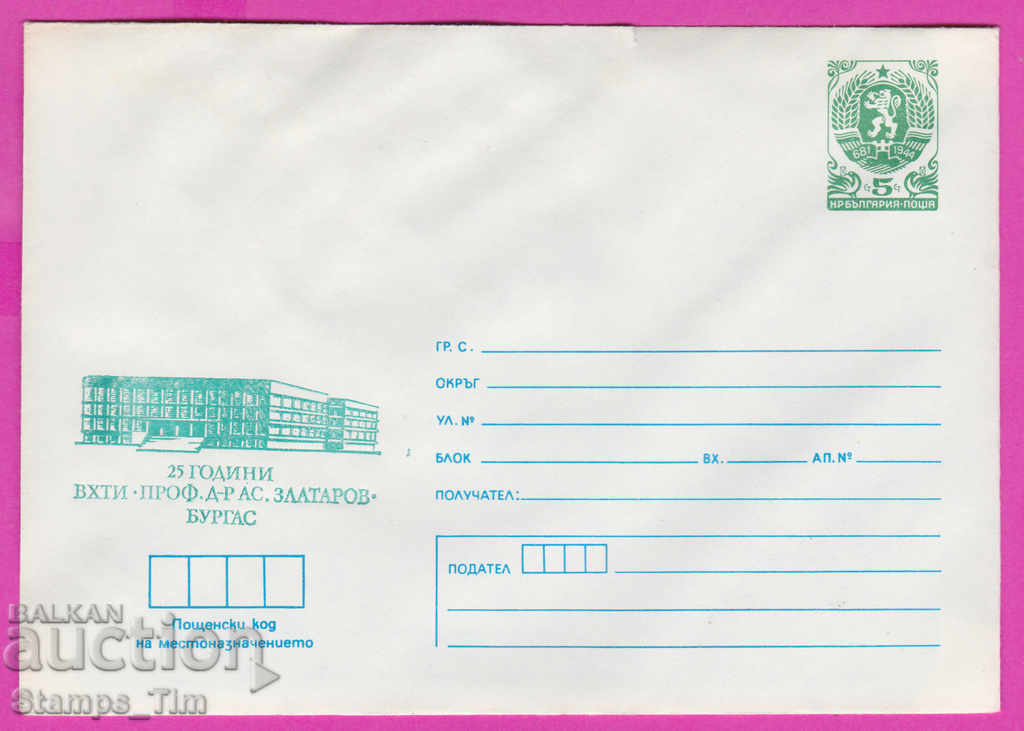 681 1944
5
НР БЪЛГАРИЯ·ПОЩА
ГР. С.
ОКРЪГ
УЛ. №
БЛОК ВХ. АП. №
ПОЛУЧАТЕЛ:
ПОДАТЕЛ
25 ГОДИНИ
ВХТИ •ПРОФ. Д-Р АС. ЗЛАТАРОВ•
БУРГАС
Пощенски код
на местоназначението
BALKAN
auction
Stamps_Tim